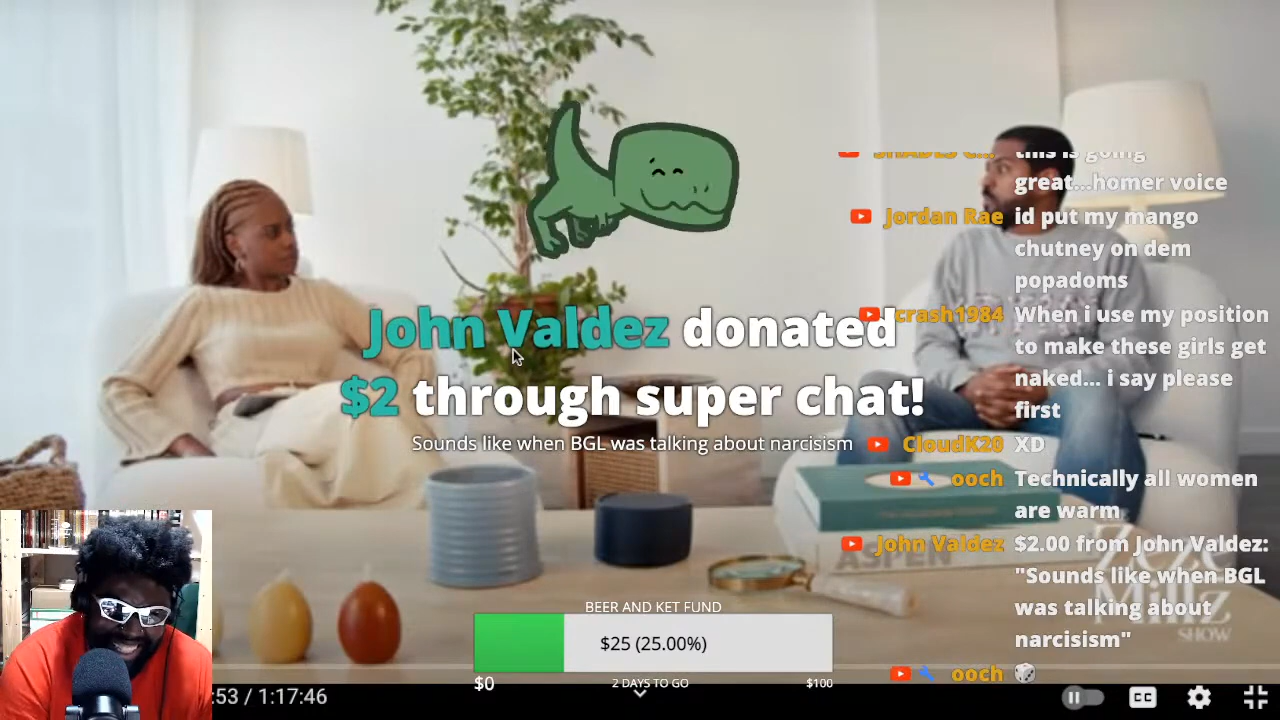 this is going
great...homer voice
Jordan Rae id put my mango
chutney on dem
popadoms
crash1984 When i use my position
to make these girls get
naked... i say please
first
John Valdez donated
$2 through super chat!
Sounds like when BGL was talking about narcisism
CloudK20 XD
ooch Technically all women
are warm
John Valdez $2.00 from John Valdez:
"Sounds like when BGL
was talking about
narcisism"
ooch
ASPEN
Millz
SHOW
BEER AND KET FUND
$25 (25.00%)
$0 2 DAYS TO GO $100
:53 / 1:17:46
CC